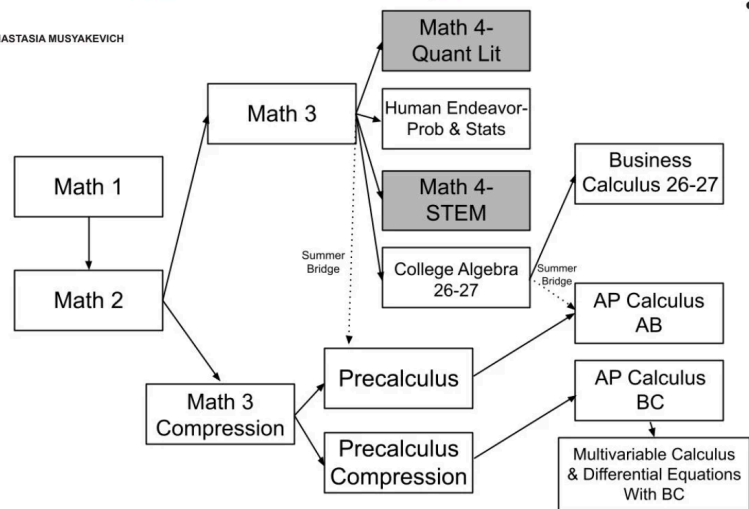 Math 4-
Quant Lit
Math 3
Human Endeavor-
Prob & Stats
Math 1
Math 4-
STEM
Business
Calculus 26-27
Summer
Bridge
College Algebra
26-27
Summer
Bridge
Math 2
AP Calculus
AB
Precalculus
AP Calculus
BC
Math 3
Compression
Precalculus
Compression
Multivariable Calculus
& Differential Equations
With BC